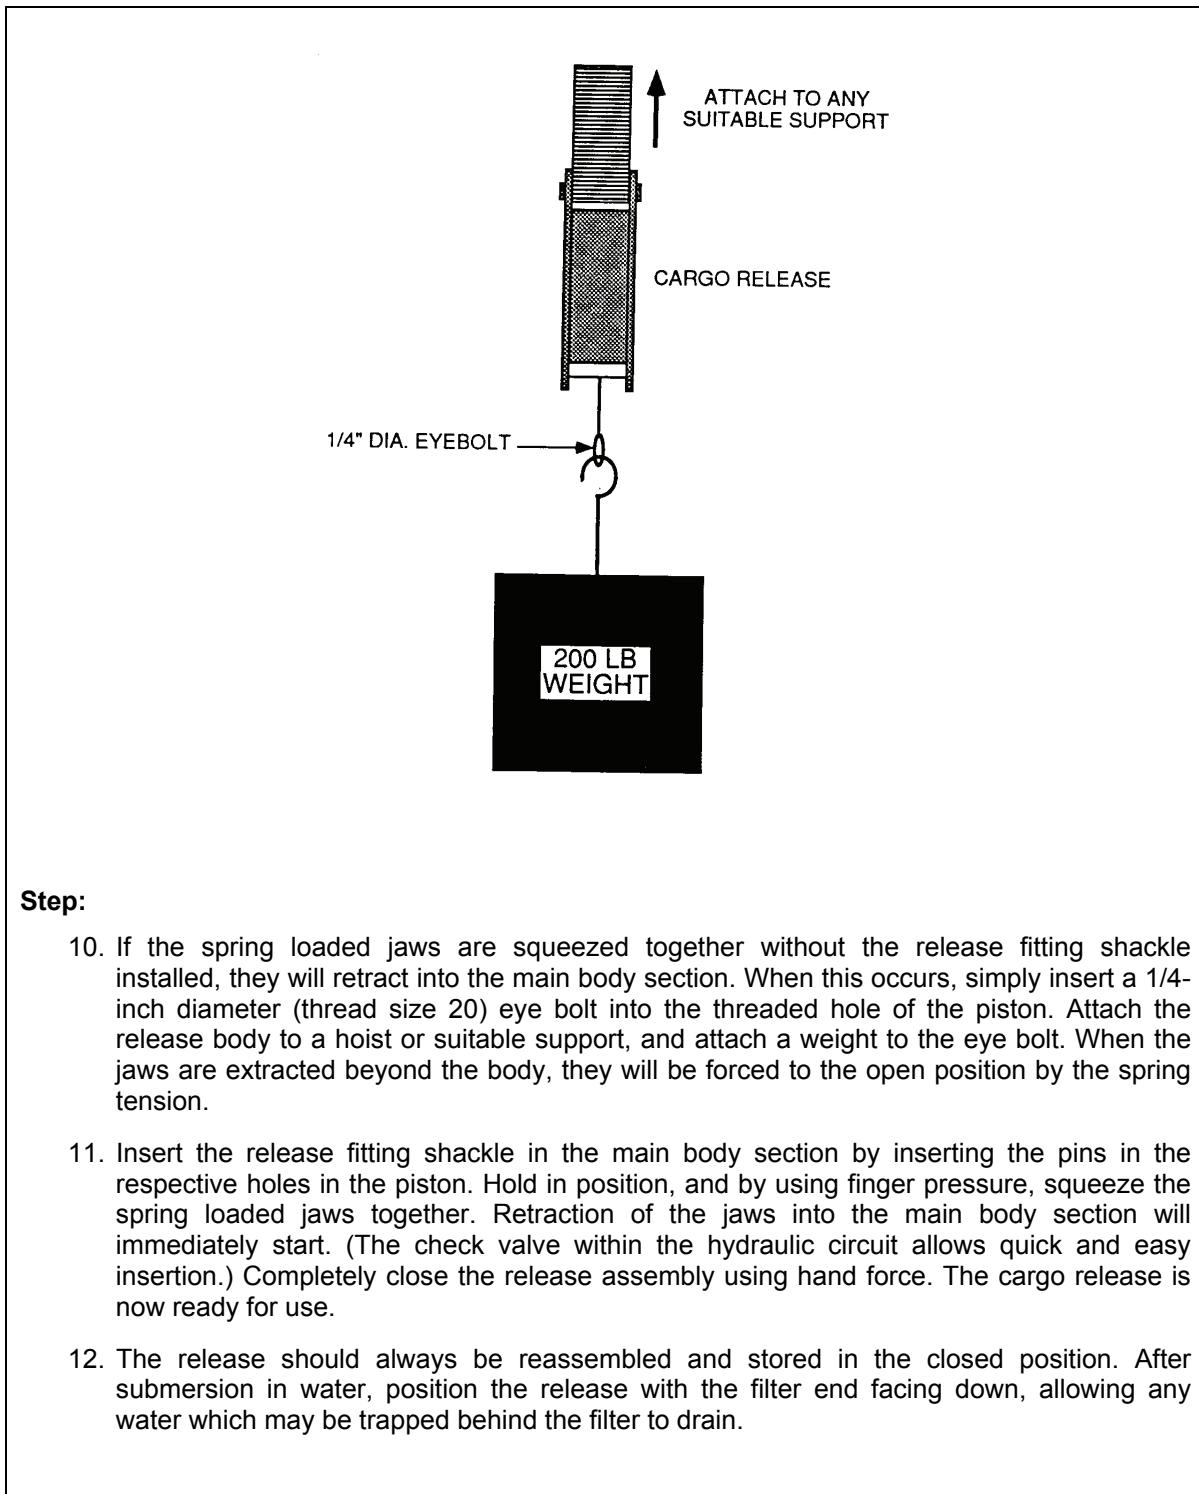 ATTACH TO ANY
SUITABLE SUPPORT
CARGO RELEASE
1/4" DIA. EYEBOLT
200 LB
WEIGHT
Step:
10. If the spring loaded jaws are squeezed together without the release fitting shackle
installed, they will retract into the main body section. When this occurs, simply insert a 1/4-
inch diameter (thread size 20) eye bolt into the threaded hole of the piston. Attach the
release body to a hoist or suitable support, and attach a weight to the eye bolt. When the
jaws are extracted beyond the body, they will be forced to the open position by the spring
tension.
11. Insert the release fitting shackle in the main body section by inserting the pins in the
respective holes in the piston. Hold in position, and by using finger pressure, squeeze the
spring loaded jaws together. Retraction of the jaws into the main body section will
immediately start. (The check valve within the hydraulic circuit allows quick and easy
insertion.) Completely close the release assembly using hand force. The cargo release is
now ready for use.
12. The release should always be reassembled and stored in the closed position. After
submersion in water, position the release with the filter end facing down, allowing any
water which may be trapped behind the filter to drain.